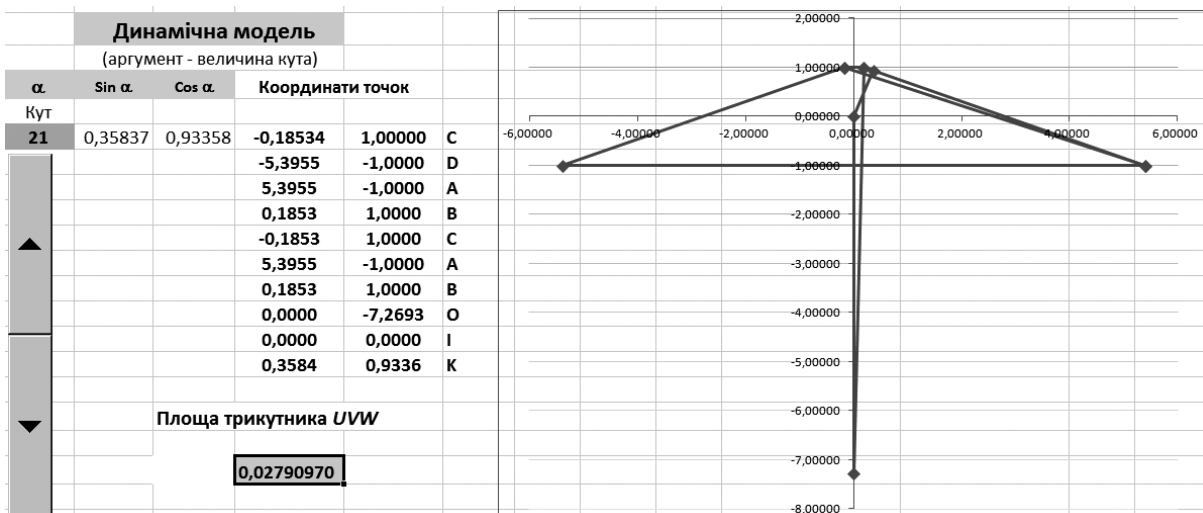 Динамічна модель
(аргумент - величина кута)
α Sin α Cos α Координати точок
Кут
21 0,35837 0,93358 -0,18534 1,00000 C
-5,3955 -1,0000 D
5,3955 -1,0000 A
0,1853 1,0000 B
-0,1853 1,0000 C
5,3955 -1,0000 A
0,1853 1,0000 B
0,0000 -7,2693 O
0,0000 0,0000 I
0,3584 0,9336 K
Площа трикутника UVW
0,02790970
2,00000
1,00000
0,00000
-6,00000 -4,00000 -2,00000 0,00000 2,00000 4,00000 6,00000
-1,00000
-2,00000
-3,00000
-4,00000
-5,00000
-6,00000
-7,00000
-8,00000